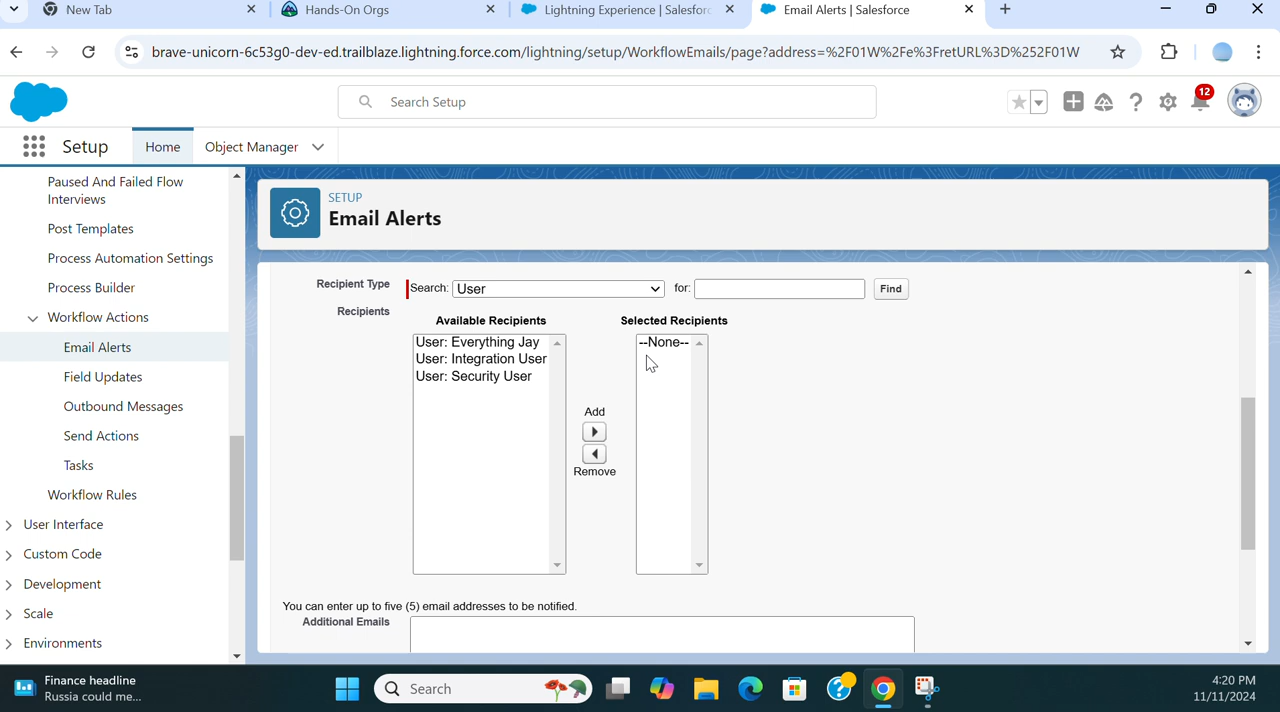 New Tab
Hands-On Orgs
Lightning Experience | Salesforc
Email Alerts | Salesforce
brave-unicorn-6c53g0-dev-ed.trailblaze.lightning.force.com/lightning/setup/WorkflowEmails/page?address=%2F01W%2Fe%3FretURL%3D%252F01W
Search Setup
12
Setup
Home
Object Manager
Paused And Failed Flow
Interviews
Post Templates
Process Automation Settings
Process Builder
Workflow Actions
Email Alerts
Field Updates
Outbound Messages
Send Actions
Tasks
Workflow Rules
User Interface
Custom Code
Development
Scale
Environments
SETUP
Email Alerts
Recipient Type
Search: User for: Find
Recipients
Available Recipients
Selected Recipients
User: Everything Jay
User: Integration User
User: Security User
--None--
Add
Remove
You can enter up to five (5) email addresses to be notified.
Additional Emails
Finance headline
Russia could me...
Search
4:20 PM
11/11/2024